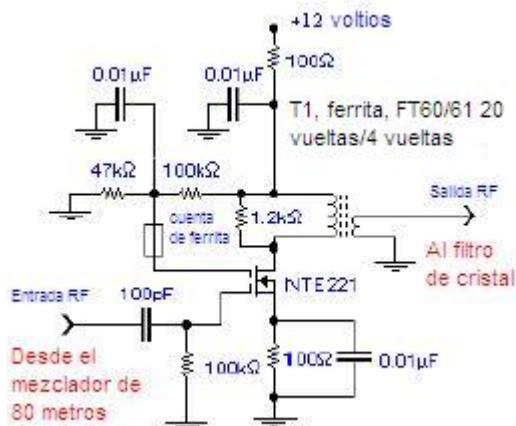 +12 voltios
100Ω
0.01µF
0.01µF
T1, ferrita, FT60/61 20
vueltas/4 vueltas
47kΩ
100kΩ
Salida RF
1.2kΩ
cuenta
de ferrita
Al filtro
de cristal
NTE221
Entrada RF
100pF
Desde el
mezclador de
80 metros
100kΩ
100Ω
0.01µF